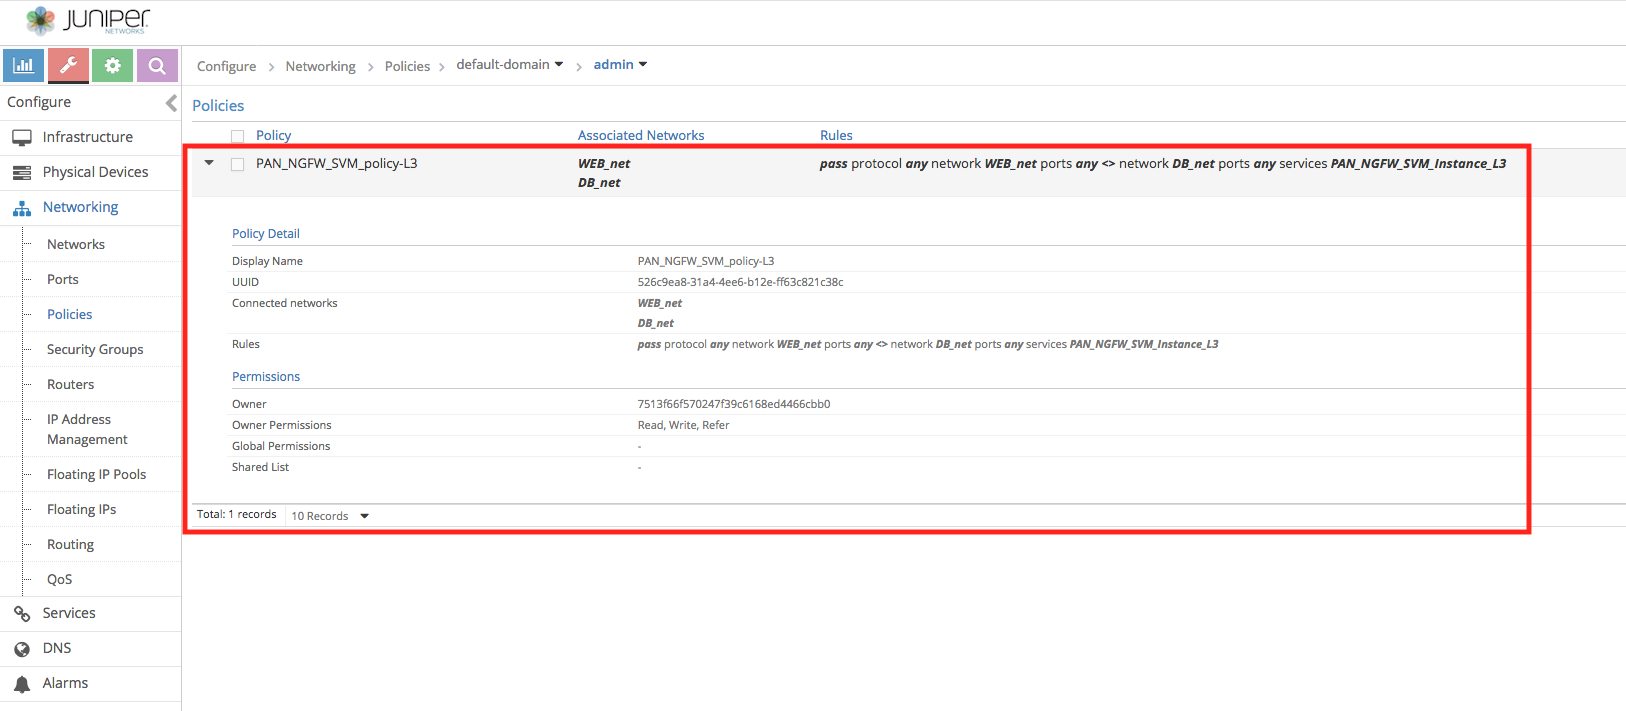 JUNIPER
NETWORKS
Configure > Networking > Policies > default-domain > admin
Configure
Infrastructure
Physical Devices
Networking
Networks
Ports
Policies
Security Groups
Routers
IP Address
Management
Floating IP Pools
Floating IPs
Routing
QoS
Services
DNS
Alarms
Policies
Policy Associated Networks Rules
PAN_NGFW_SVM_policy-L3 WEB_net pass protocol any network WEB_net ports any <> network DB_net ports any services PAN_NGFW_SVM_Instance_L3
DB_net
Policy Detail
Display Name PAN_NGFW_SVM_policy-L3
UUID 526c9ea8-31a4-4ee6-b12e-ff63c821c38c
Connected networks WEB_net
DB_net
Rules pass protocol any network WEB_net ports any <> network DB_net ports any services PAN_NGFW_SVM_Instance_L3
Permissions
Owner 7513f66f570247f39c6168ed4466cbb0
Owner Permissions Read, Write, Refer
Global Permissions -
Shared List -
Total: 1 records 10 Records